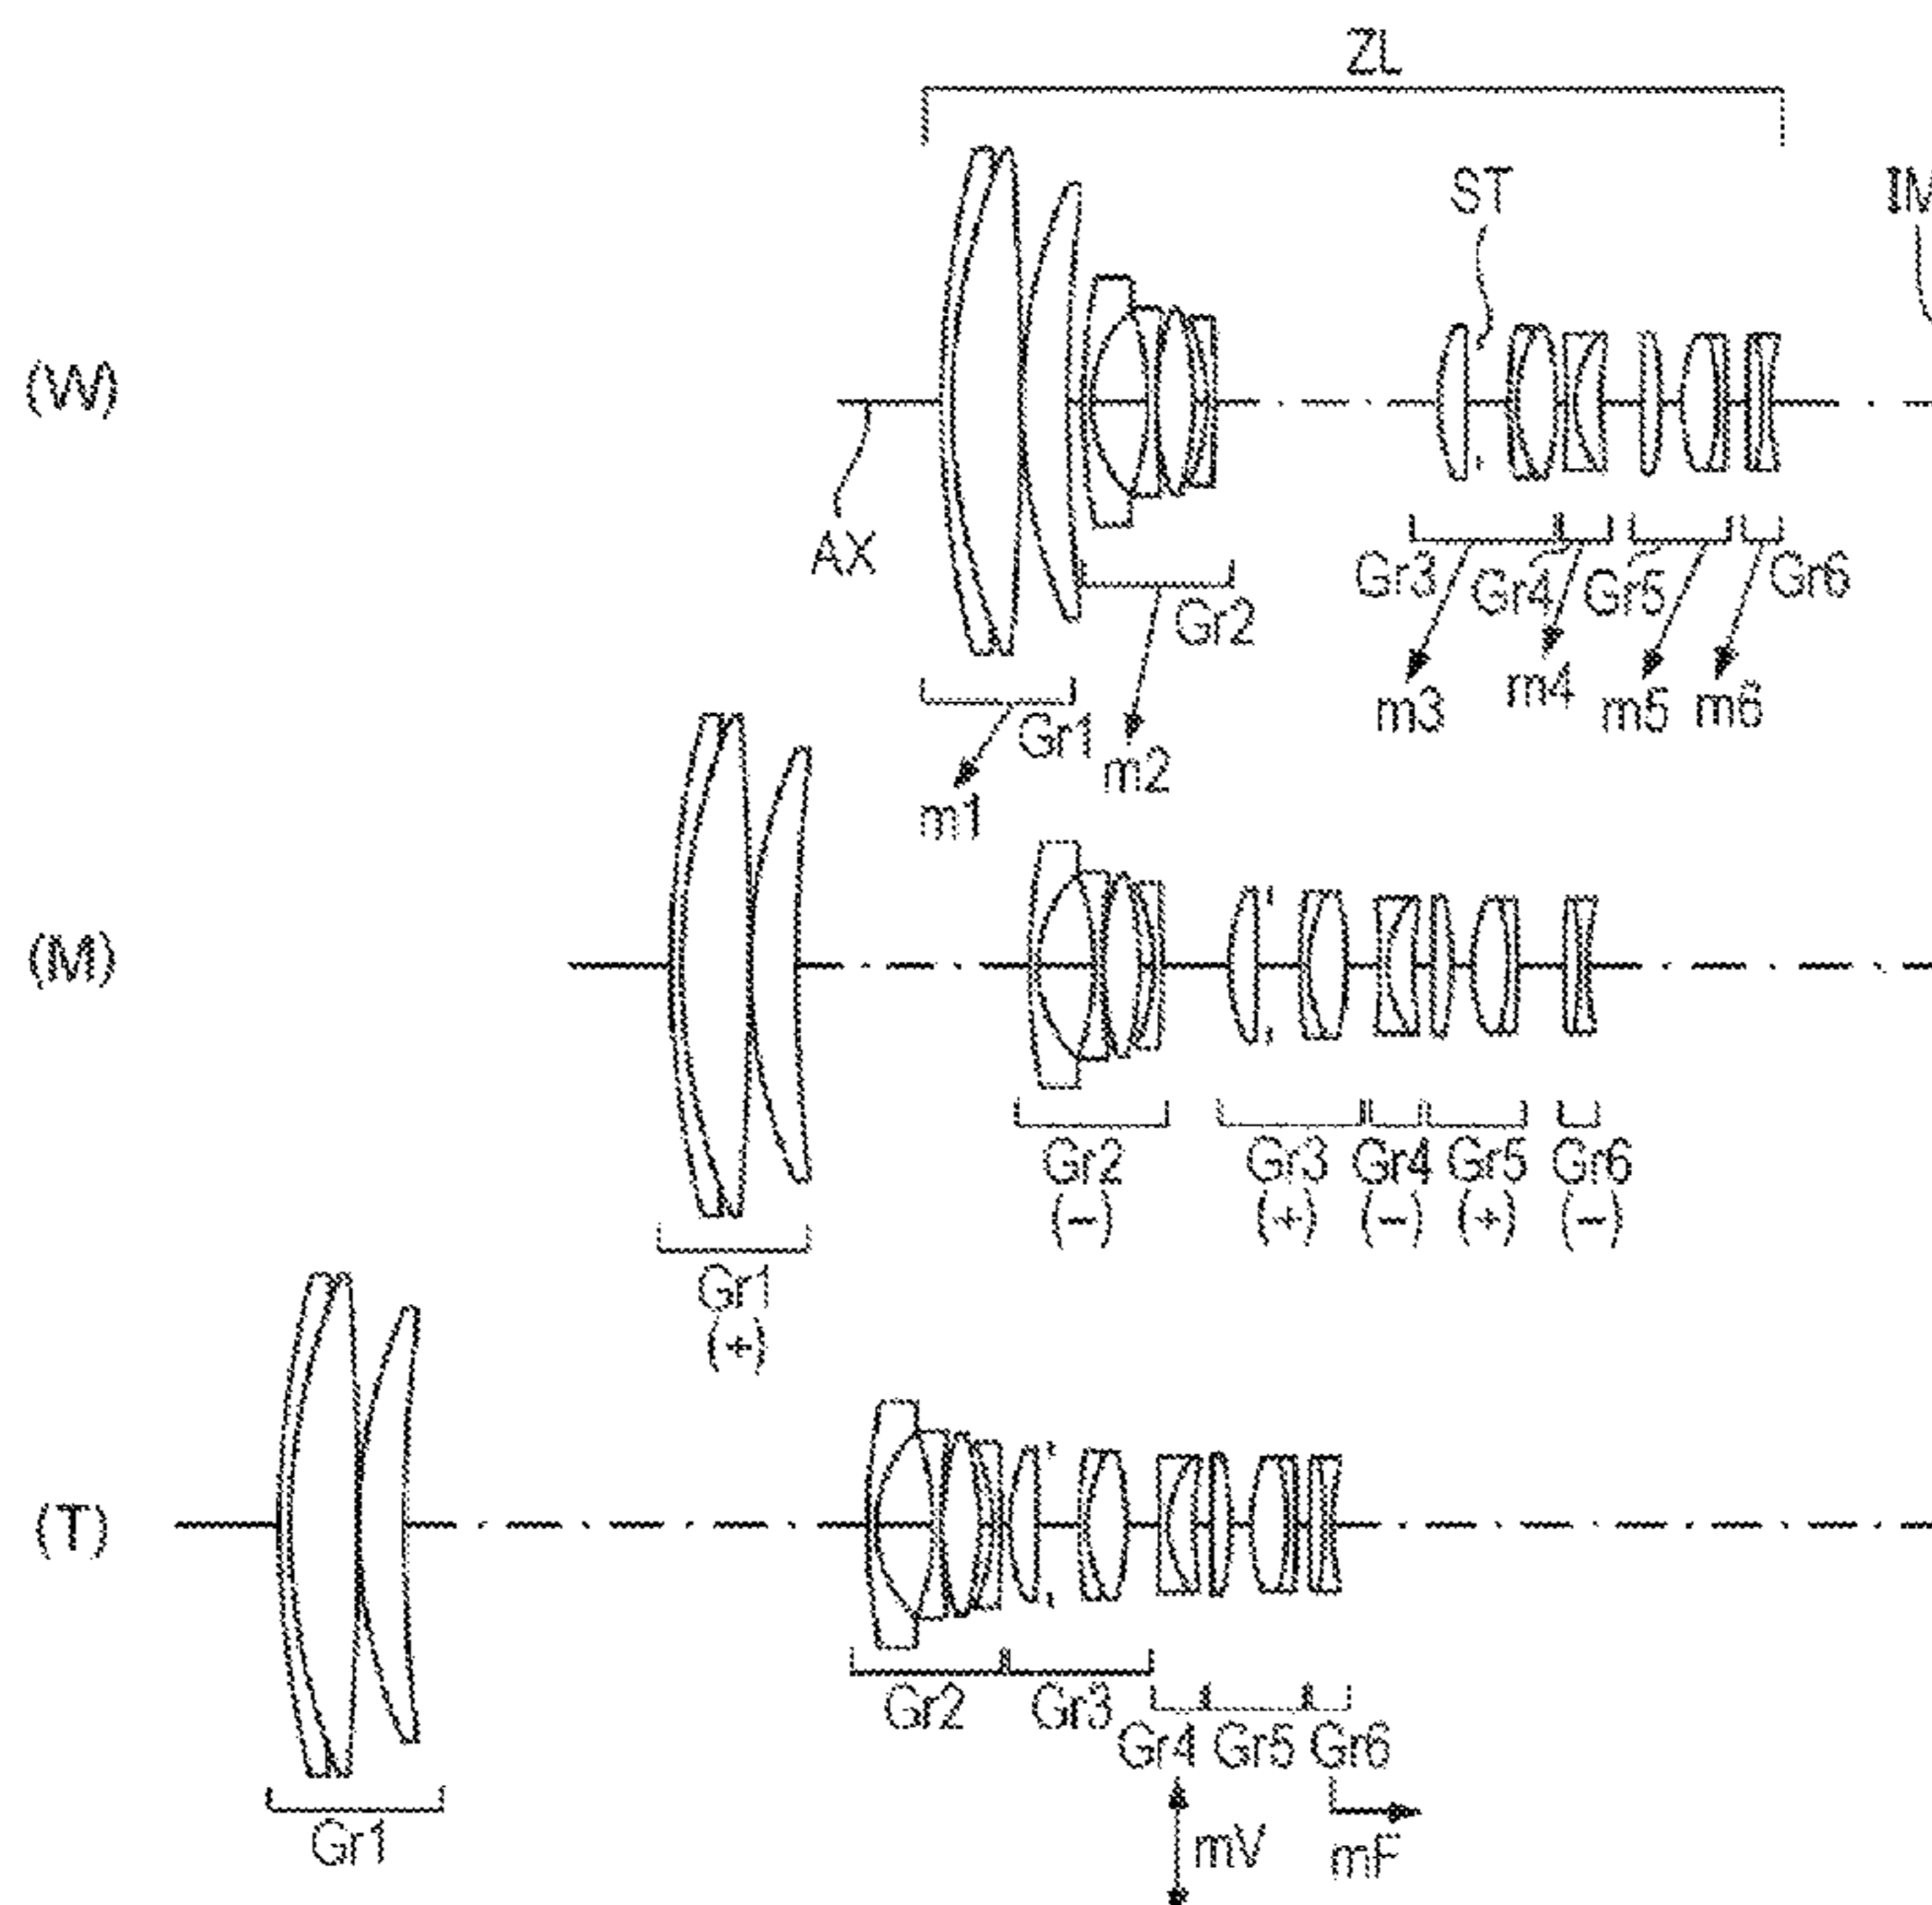 ZL
ST
IM
(W)
AX
Gr3 Gr4 Gr5 Gr6
Gr2
m3 m4 m5 m6
Gr1
m2
m1
(M)
Gr2 Gr3 Gr4 Gr5 Gr6
(-) (+) (-) (+) (-)
Gr1
(+)
(T)
Gr2 Gr3
Gr4 Gr5 Gr6
Gr1
mV mF